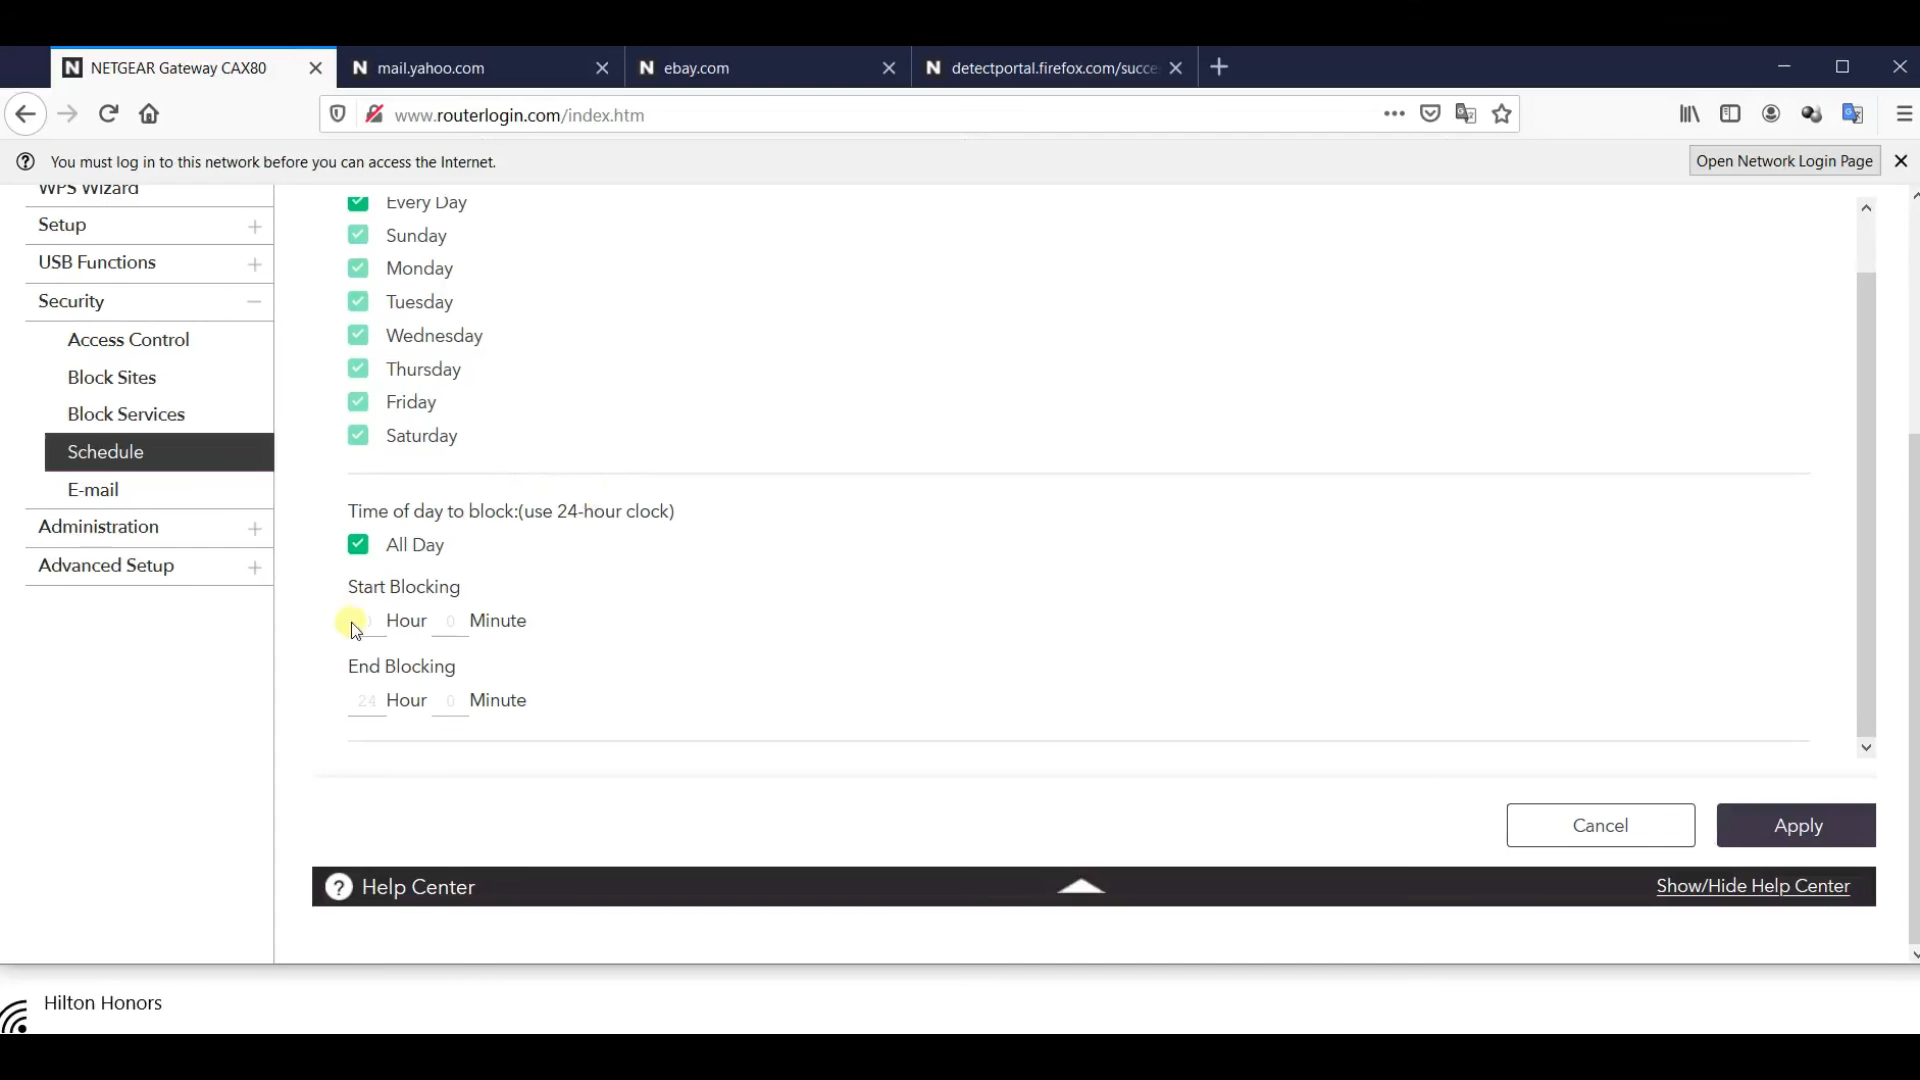 NETGEAR Gateway CAX80
mail.yahoo.com
ebay.com
detectportal.firefox.com/succe
www.routerlogin.com/index.htm
You must log in to this network before you can access the Internet.
Open Network Login Page
WPS Wizard
Setup
USB Functions
Security
Access Control
Block Sites
Block Services
Schedule
E-mail
Administration
Advanced Setup
Every Day
Sunday
Monday
Tuesday
Wednesday
Thursday
Friday
Saturday
Time of day to block:(use 24-hour clock)
All Day
Start Blocking
0 Hour 0 Minute
End Blocking
24 Hour 0 Minute
Cancel
Apply
? Help Center
Show/Hide Help Center
Hilton Honors